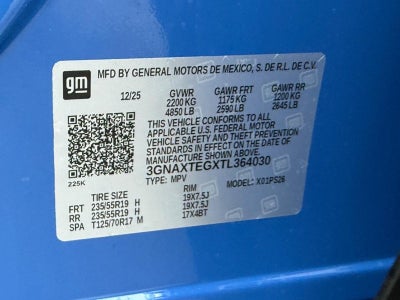 gm
MFD BY GENERAL MOTORS DE MEXICO, S. DE R.L. DE C.V.
12/25 GVWR GAWR FRT GAWR RR
2200 KG 1175 KG 1200 KG
4850 LB 2590 LB 2645 LB
THIS VEHICLE CONFORMS TO ALL
APPLICABLE U.S. FEDERAL MOTOR
VEHICLE SAFETY AND THEFT PREVENTION
STANDARDS IN EFFECT ON THE DATE OF
MANUFACTURE SHOWN ABOVE.
3GNAXTEGXTL364030
225K TYPE: MPV MODEL: X01PS26
TIRE SIZE RIM
FRT 235/55R19 H 19X7.5J
RR 235/55R19 H 19X7.5J
SPA T125/70R17 M 17X4BT